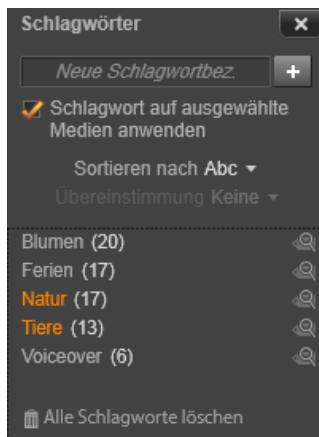 Schlagwörter
Neue Schlagwortbez.
Schlagwort auf ausgewählte
Medien anwenden
Sortieren nach Abc
Übereinstimmung Keine
Blumen (20)
Ferien (17)
Natur (17)
Tiere (13)
Voiceover (6)
Alle Schlagworte löschen